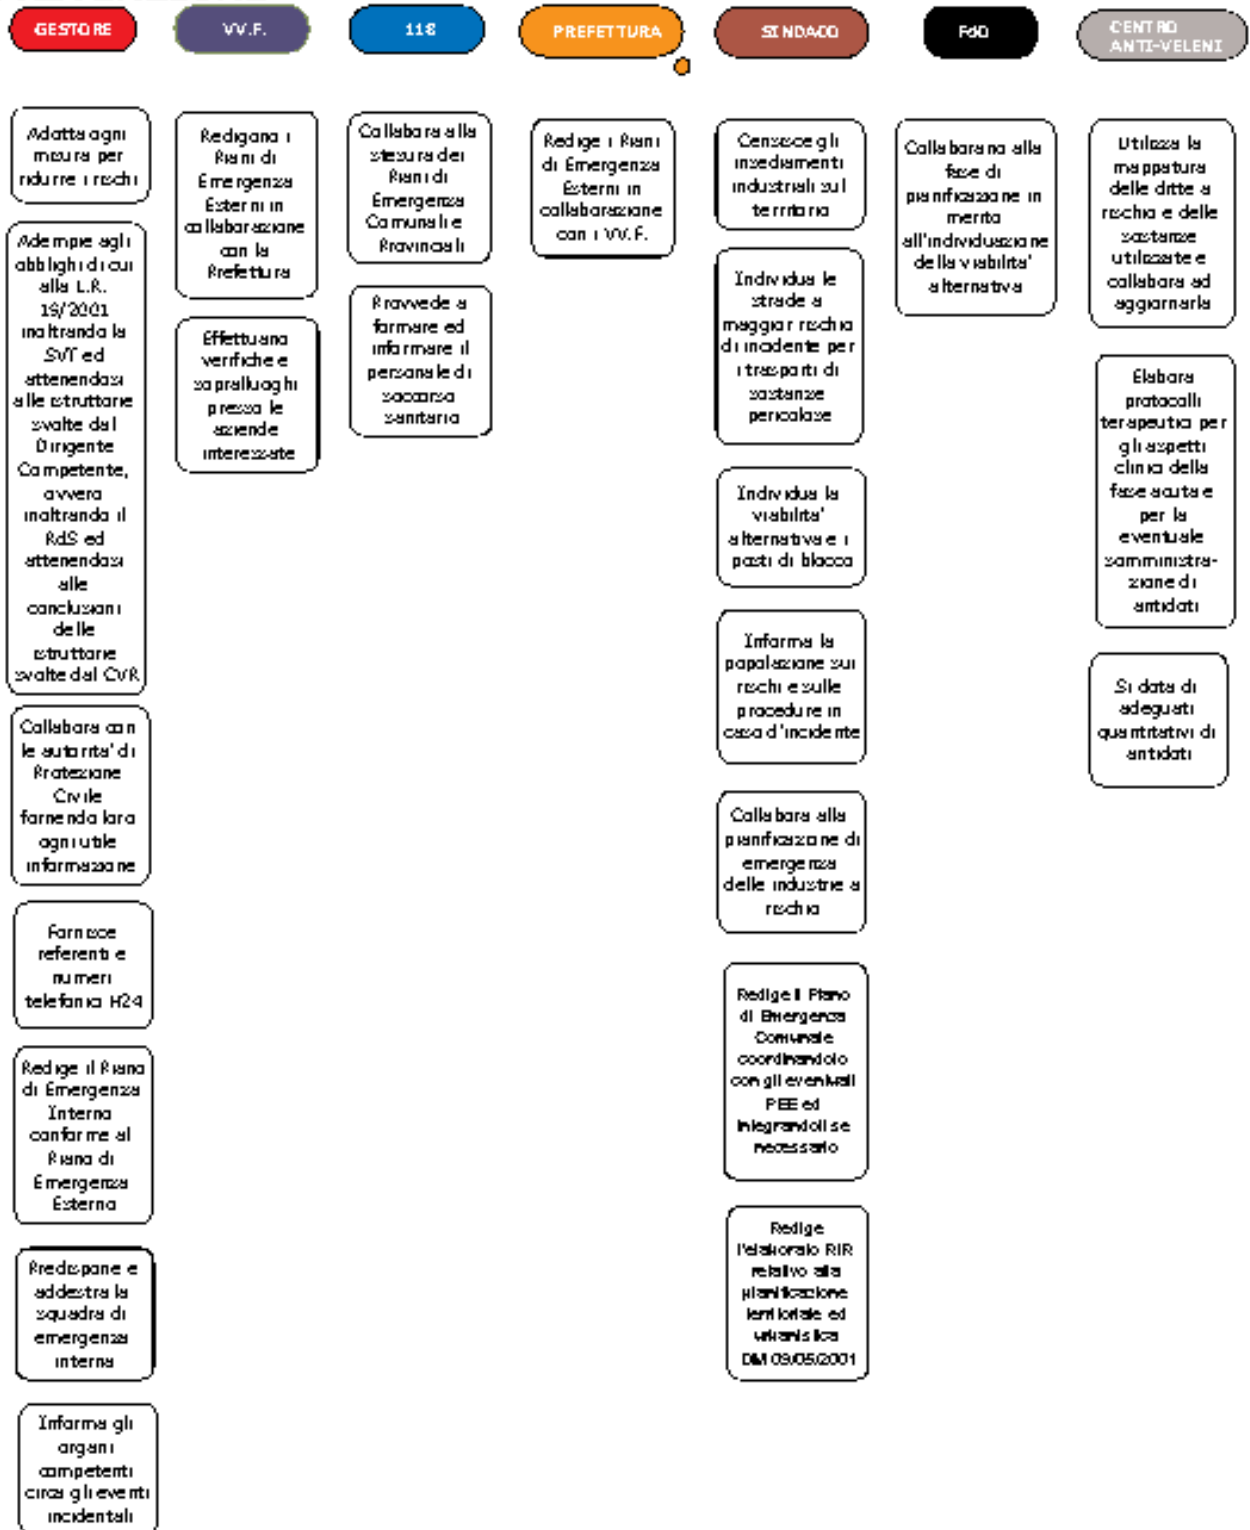 GESTORE
VV.F.
118
PREFETTURA
SINDACO
FdO
CENTRO
ANTI-VELENI
Adotta ogni
misura per
ridurre i rischi
Adempie agli
obblighi di cui
alla L.R.
19/2001
inoltrando la
SVT ed
attenendosi
alle istruttorie
svolte dal
Dirigente
Competente,
ovvero
inoltrando il
RdS ed
attenendosi
alle
conclusioni
delle
istruttorie
svolte dal CVR
Collabora con
le autorita' di
Protezione
Civile
fornendo loro
ogni utile
informazione
Fornisce
referenti e
numeri
telefonici H24
Redige il Piano
di Emergenza
Interno
conforme al
Piano di
Emergenza
Esterno
Predispone e
addestra la
squadra di
emergenza
interna
Informa gli
organi
competenti
circa gli eventi
incidentali
Redigono i
Piani di
Emergenza
Esterni in
collaborazione
con la
Prefettura
Effettuano
verifiche e
sopralluoghi
presso le
aziende
interessate
Collabora alla
stesura dei
Piani di
Emergenza
Comunali e
Provinciali
Provvede a
formare ed
informare il
personale di
soccorso
sanitario
Redige i Piani
di Emergenza
Esterni in
collaborazione
con i VV.F.
Censisce gli
insediamenti
industriali sul
territorio
Individua le
strade a
maggior rischio
di incidente per
i trasporti di
sostanze
pericolose
Individua la
viabilita'
alternativa e i
posti di blocco
Informa la
popolazione sui
rischi e sulle
procedure in
caso d'incidente
Collabora alla
pianificazione di
emergenza
delle industrie a
rischio
Redige il Piano
di Emergenza
Comunale
coordinandolo
con gli eventuali
PEE ed
integrandoli se
necessario
Redige
l'elaborato RIR
relativo alla
pianificazione
territoriale ed
urbanistica
DM 09/05/2001
Collaborano alla
fase di
pianificazione in
merito
all'individuazione
della viabilita'
alternativa
Utilizza la
mappatura
delle ditte a
rischio e delle
sostanze
utilizzate e
collabora ad
aggiornarla
Elabora
protocolli
terapeutici per
gli aspetti
clinici della
fase acuta e
per la
eventuale
somministra-
zione di
antidoti
Si dota di
adeguati
quantitativi di
antidoti